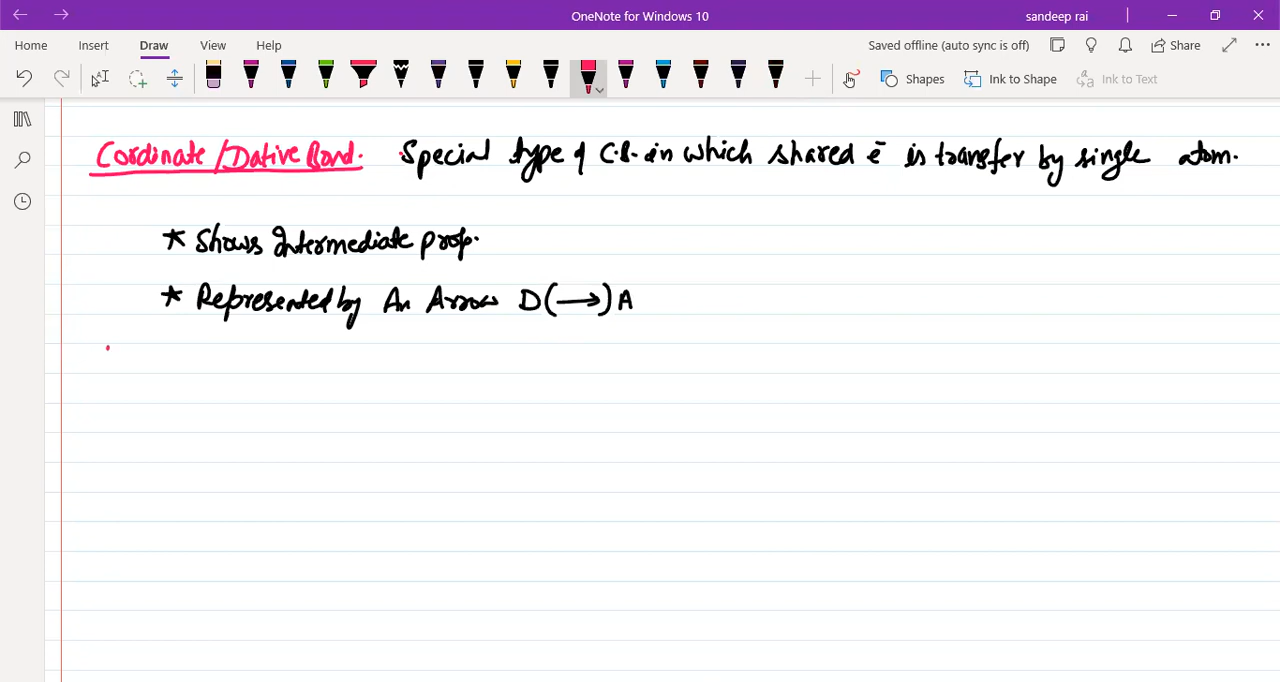 OneNote for Windows 10
sandeep rai
Home Insert Draw View Help
Saved offline (auto sync is off) Share
Shapes Ink to Shape Ink to Text
Cordinate/Dative Bond. Special type of C.B. in which shared e⁻ is transfer by single atom.
* Shows Intermediate prop.
* Represented by An Arrow D(⟶) A